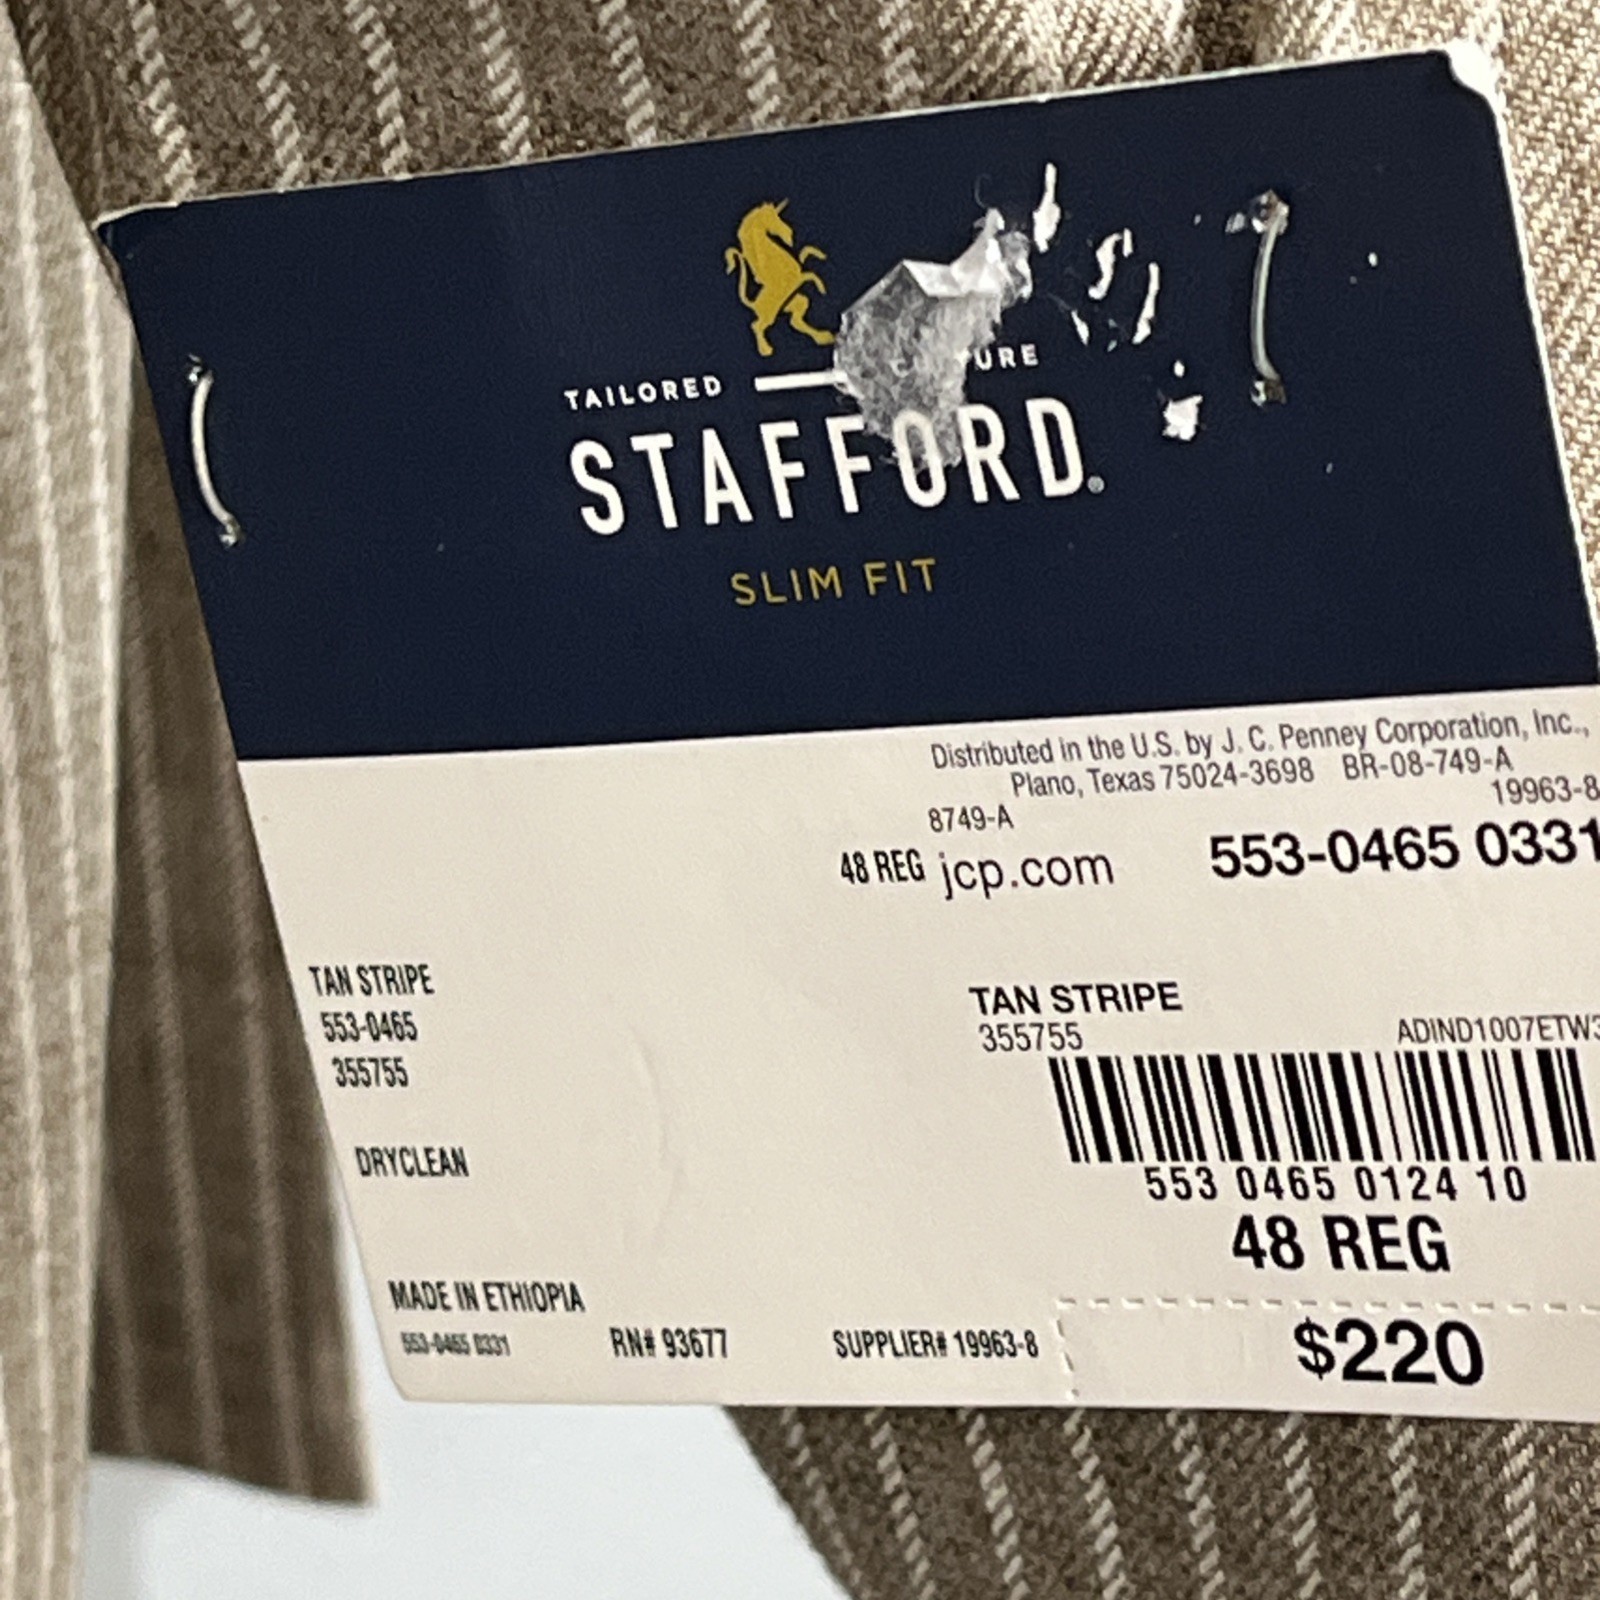 TAILORED
STAFFORD®
SLIM FIT
Distributed in the U.S. by J. C. Penney Corporation, Inc.,
Plano, Texas 75024-3698 BR-08-749-A
8749-A 19963-8
48 REG jcp.com 553-0465 0331
TAN STRIPE
553-0465
355755
DRYCLEAN
MADE IN ETHIOPIA
553-0465 0331 RN# 93677 SUPPLIER# 19963-8
TAN STRIPE
355755 ADIND1007ETW3
553 0465 0124 10
48 REG
$220